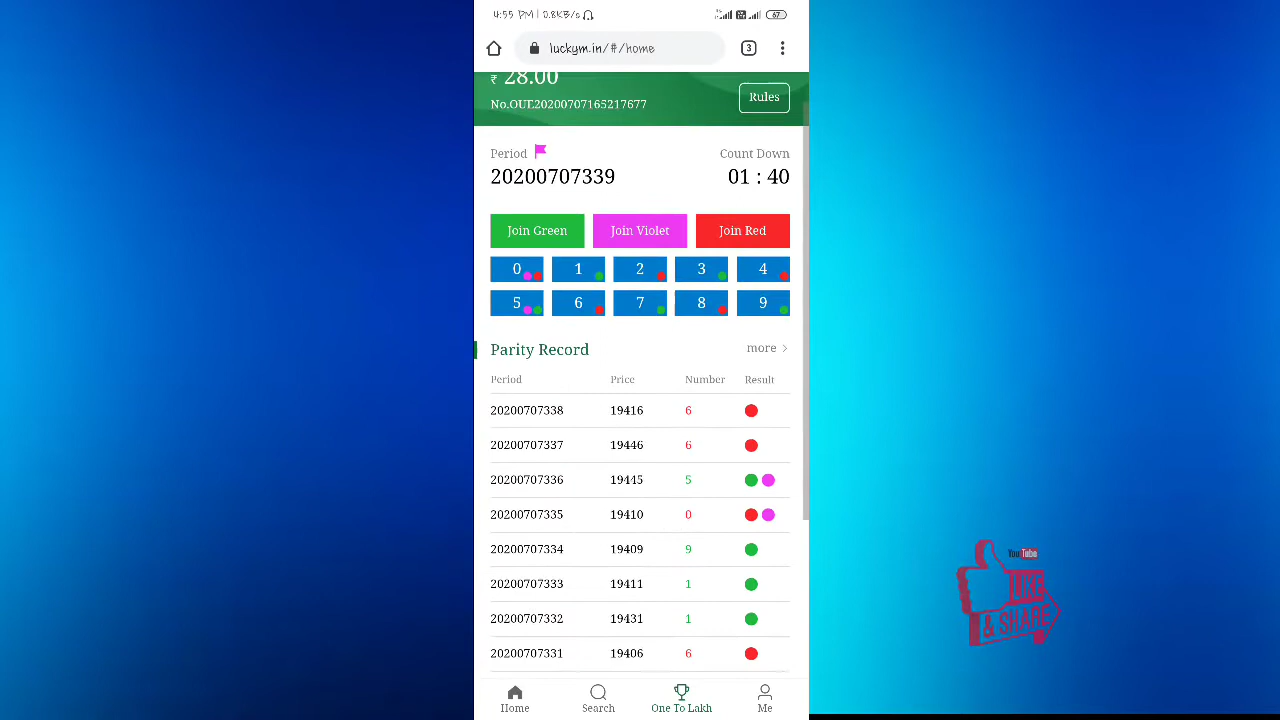 4:55 PM | 0.8KB/s
67
luckym.in/#/home
3
₹ 28.00
No.OUE20200707165217677
Rules
Period
Count Down
20200707339
01 : 40
Join Green
Join Violet
Join Red
0 1 2 3 4
5 6 7 8 9
Parity Record
more >
Period Price Number Result
20200707338 19416 6
20200707337 19446 6
20200707336 19445 5
20200707335 19410 0
20200707334 19409 9
20200707333 19411 1
20200707332 19431 1
20200707331 19406 6
Home
Search
One To Lakh
Me
YouTube
LIKE
& SHARE